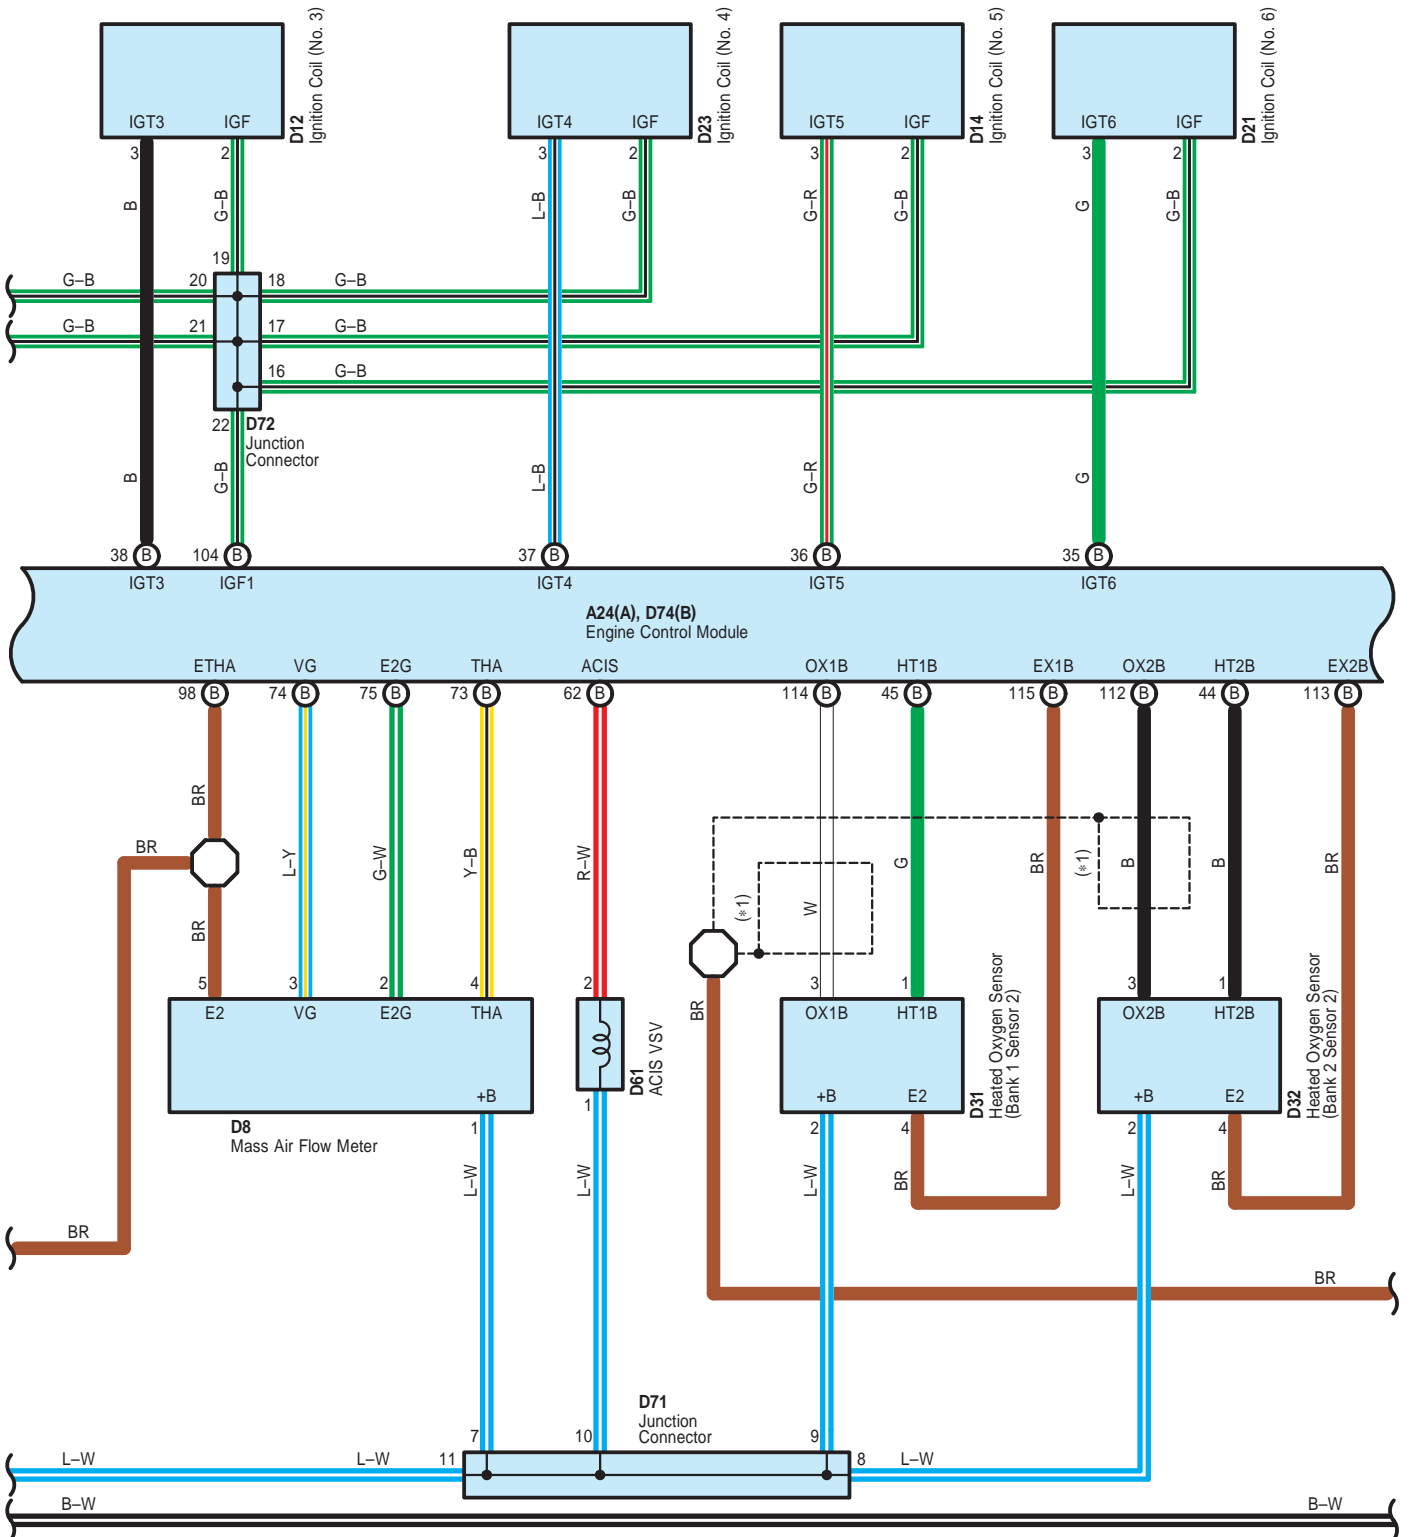 D12
Ignition Coil (No. 3)
D23
Ignition Coil (No. 4)
D14
Ignition Coil (No. 5)
D21
Ignition Coil (No. 6)
IGT3 IGF IGT4 IGF IGT5 IGF IGT6 IGF
3 2 3 2 3 2 3 2
B G–B L–B G–B G–R G–B G G–B
19
G–B 20 18 G–B
G–B 21 17 G–B
16 G–B
22 D72
Junction
Connector
B G–B L–B G–R G
38 B 104 B 37 B 36 B 35 B
IGT3 IGF1 IGT4 IGT5 IGT6
A24(A), D74(B)
Engine Control Module
ETHA VG E2G THA ACIS OX1B HT1B EX1B OX2B HT2B EX2B
98 B 74 B 75 B 73 B 62 B 114 B 45 B 115 B 112 B 44 B 113 B
BR
BR L–Y G–W Y–B R–W G BR (*1) B B BR
(*1) W
BR
5 3 2 4 2 3 1 3 1
BR
E2 VG E2G THA OX1B HT1B OX2B HT2B
D61
ACIS VSV
D31
Heated Oxygen Sensor
(Bank 1 Sensor 2)
D32
Heated Oxygen Sensor
(Bank 2 Sensor 2)
+B +B E2 +B E2
D8
Mass Air Flow Meter
1 1 2 4 2 4
L–W L–W L–W BR L–W BR
BR
BR
D71
Junction
Connector
7 10 9
L–W L–W 11 8 L–W
B–W B–W